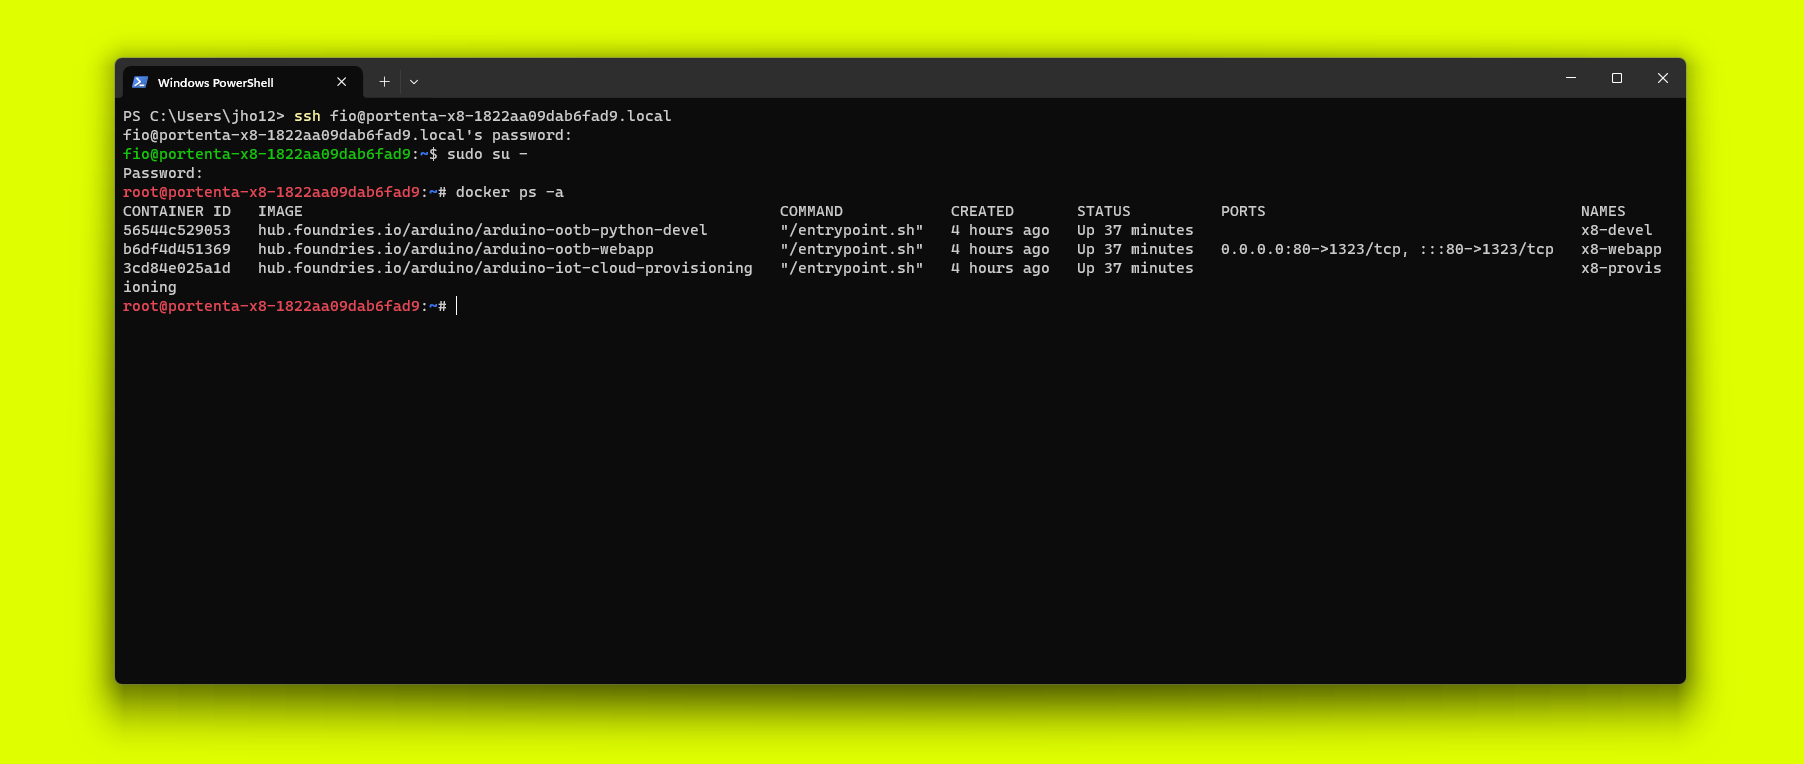 Windows PowerShell
PS C:\Users\jho12> ssh fio@portenta-x8-1822aa09dab6fad9.local
fio@portenta-x8-1822aa09dab6fad9.local's password:
fio@portenta-x8-1822aa09dab6fad9:~$ sudo su -
Password:
root@portenta-x8-1822aa09dab6fad9:~# docker ps -a
CONTAINER ID   IMAGE                                                     COMMAND            CREATED       STATUS          PORTS                                   NAMES
56544c529053   hub.foundries.io/arduino/arduino-ootb-python-devel        "/entrypoint.sh"   4 hours ago   Up 37 minutes                                           x8-devel
b6df4d451369   hub.foundries.io/arduino/arduino-ootb-webapp              "/entrypoint.sh"   4 hours ago   Up 37 minutes   0.0.0.0:80->1323/tcp, :::80->1323/tcp   x8-webapp
3cd84e025a1d   hub.foundries.io/arduino/arduino-iot-cloud-provisioning   "/entrypoint.sh"   4 hours ago   Up 37 minutes                                           x8-provis
ioning
root@portenta-x8-1822aa09dab6fad9:~#